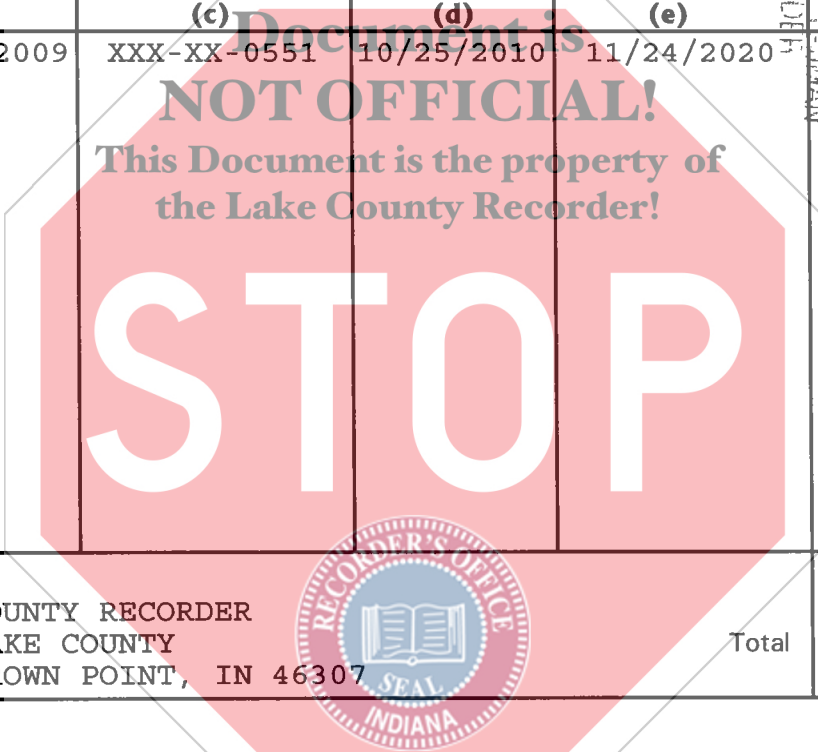 (c) (d) (e)
Document is
2009 XXX-XX-0551 10/25/2010 11/24/2020
NOT OFFICIAL!
This Document is the property of
the Lake County Recorder!
STOP
OUNTY RECORDER
AKE COUNTY
Total
OWN POINT, IN 46307
RECORDER'S OFFICE
SEAL
INDIANA